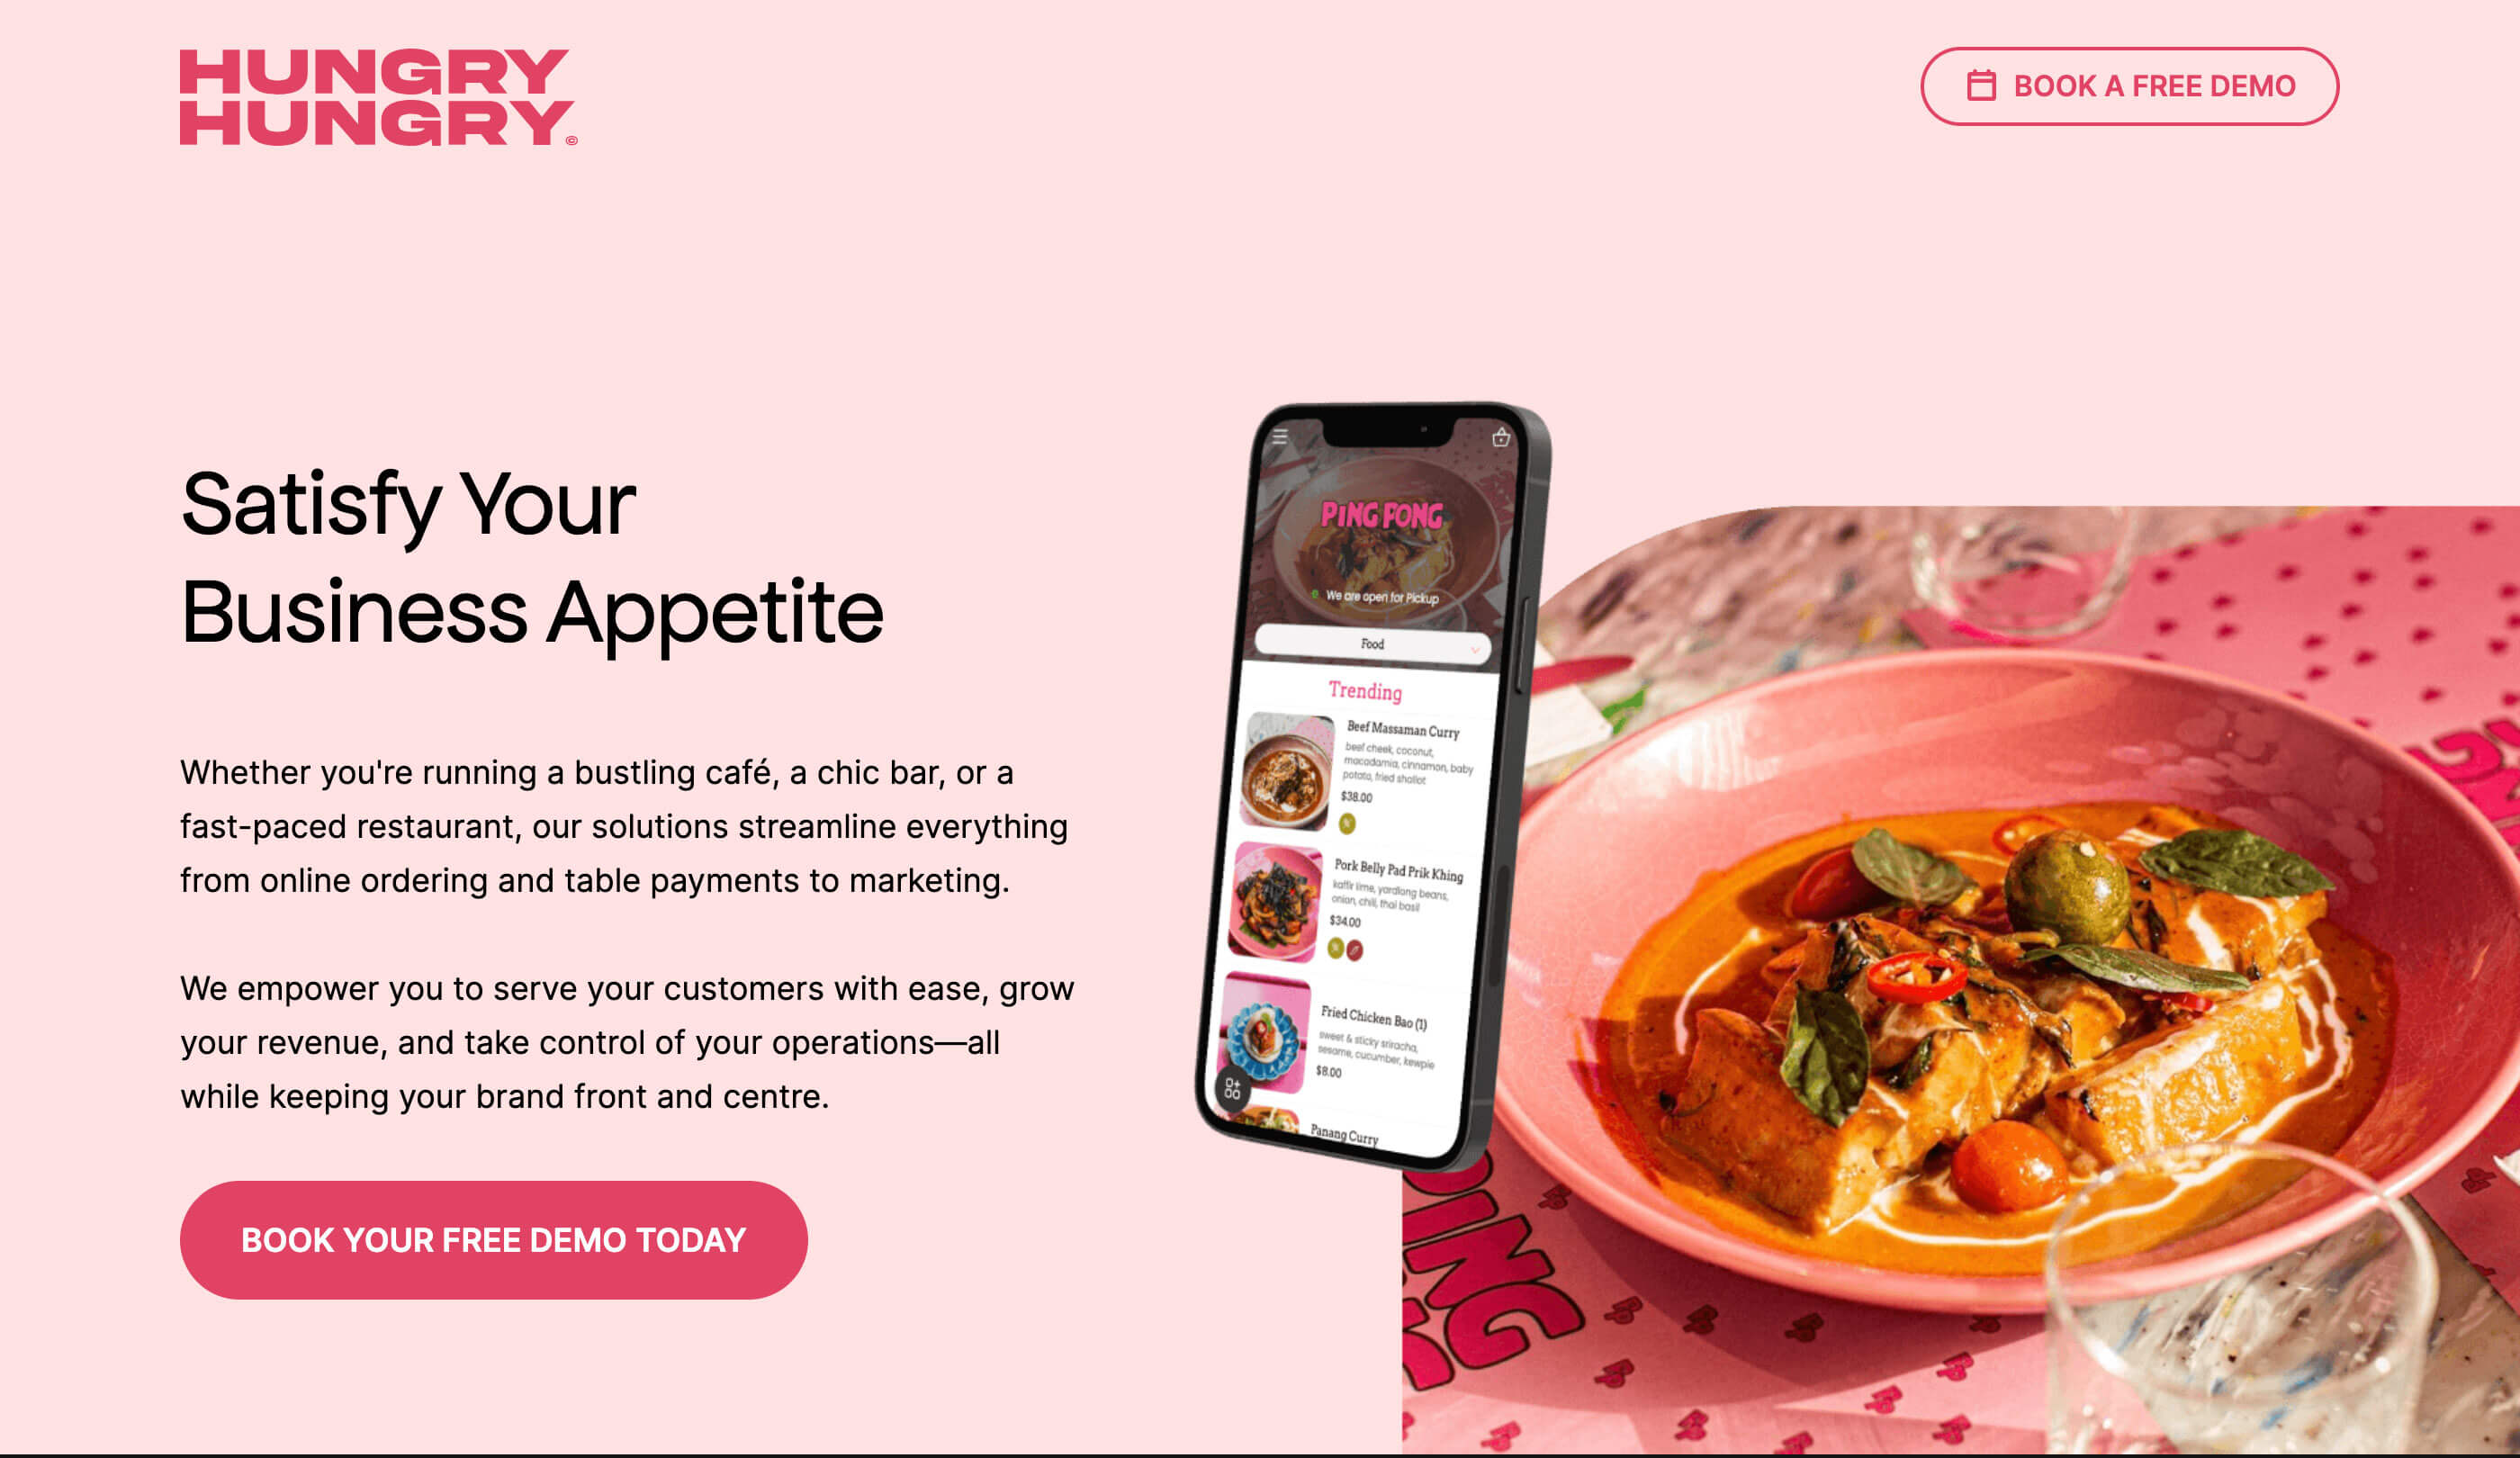 HUNGRY
HUNGRY©
BOOK A FREE DEMO
Satisfy Your
Business Appetite
Whether you're running a bustling café, a chic bar, or a
fast-paced restaurant, our solutions streamline everything
from online ordering and table payments to marketing.
We empower you to serve your customers with ease, grow
your revenue, and take control of your operations—all
while keeping your brand front and centre.
BOOK YOUR FREE DEMO TODAY
PING FONG
We are open for Pickup
Food
Trending
Beef Massaman Curry
beef cheek, coconut,
macadamia, cinnamon, baby
potato, fried shallot
$38.00
Pork Belly Pad Prik Khing
kaffir lime, yardlong beans,
onion, chili, thai basil
$34.00
Fried Chicken Bao (1)
sweet & sticky sriracha,
sesame, cucumber, kewpie
$8.00
Panang Curry
PING